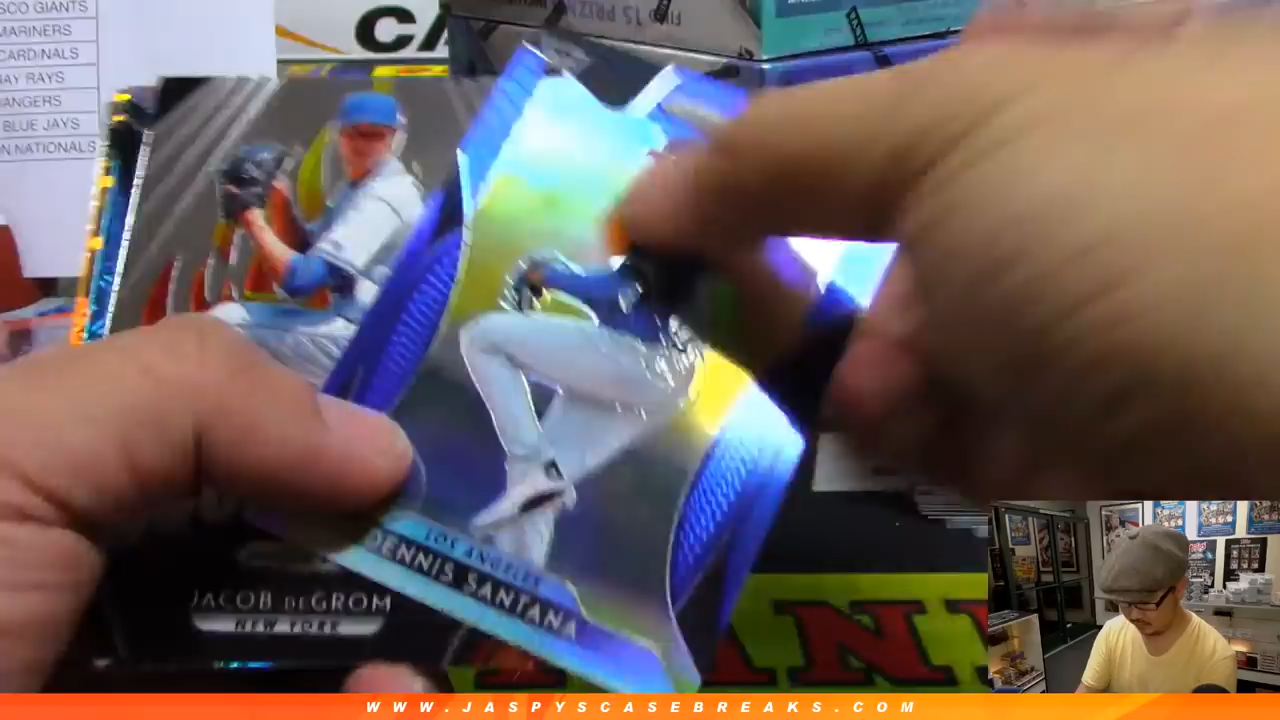 SCO GIANTS
MARINERS
CARDINALS
AY RAYS
ANGERS
BLUE JAYS
N NATIONALS
CA
LOS ANGELES
DENNIS SANTANA
JACOB DEGROM
NEW YORK
WWW.JASPYSCASEBREAKS.COM